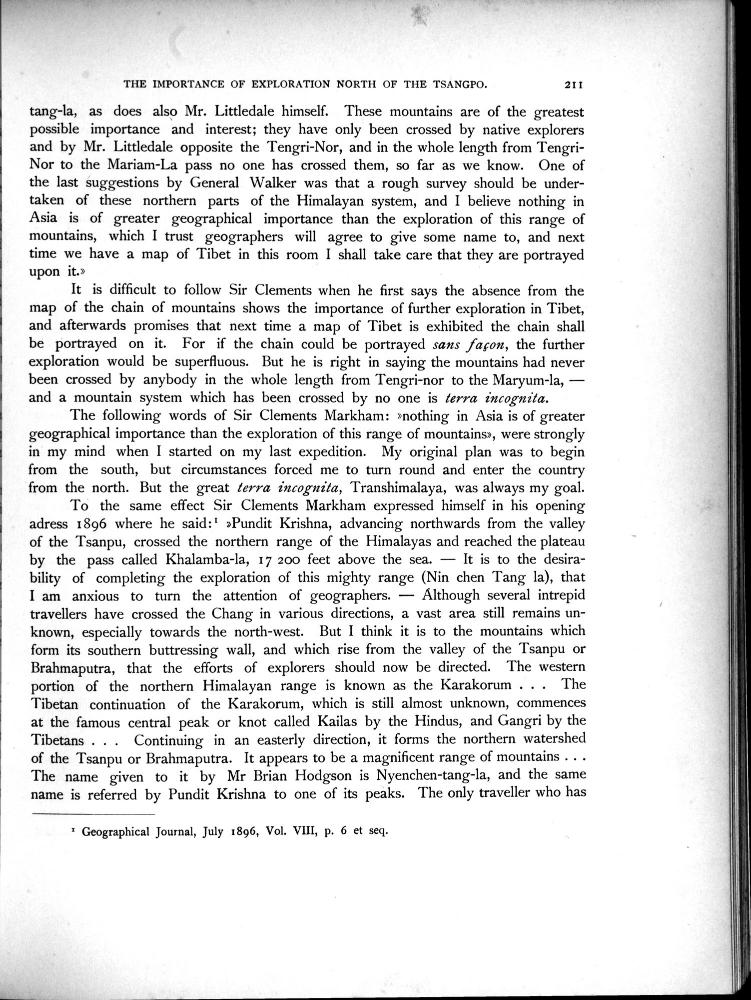 THE IMPORTANCE OF EXPLORATION NORTH OF THE TSANGPO. 211
tang-la, as does also Mr. Littledale himself. These mountains are of the greatest
possible importance and interest; they have only been crossed by native explorers
and by Mr. Littledale opposite the Tengri-Nor, and in the whole length from Tengri-
Nor to the Mariam-La pass no one has crossed them, so far as we know. One of
the last suggestions by General Walker was that a rough survey should be under-
taken of these northern parts of the Himalayan system, and I believe nothing in
Asia is of greater geographical importance than the exploration of this range of
mountains, which I trust geographers will agree to give some name to, and next
time we have a map of Tibet in this room I shall take care that they are portrayed
upon it.»
It is difficult to follow Sir Clements when he first says the absence from the
map of the chain of mountains shows the importance of further exploration in Tibet,
and afterwards promises that next time a map of Tibet is exhibited the chain shall
be portrayed on it. For if the chain could be portrayed sans façon, the further
exploration would be superfluous. But he is right in saying the mountains had never
been crossed by anybody in the whole length from Tengri-nor to the Maryum-la, —
and a mountain system which has been crossed by no one is terra incognita.
The following words of Sir Clements Markham: »nothing in Asia is of greater
geographical importance than the exploration of this range of mountains», were strongly
in my mind when I started on my last expedition. My original plan was to begin
from the south, but circumstances forced me to turn round and enter the country
from the north. But the great terra incognita, Transhimalaya, was always my goal.
To the same effect Sir Clements Markham expressed himself in his opening
adress 1896 where he said:¹ »Pundit Krishna, advancing northwards from the valley
of the Tsanpu, crossed the northern range of the Himalayas and reached the plateau
by the pass called Khalamba-la, 17 200 feet above the sea. — It is to the desira-
bility of completing the exploration of this mighty range (Nin chen Tang la), that
I am anxious to turn the attention of geographers. — Although several intrepid
travellers have crossed the Chang in various directions, a vast area still remains un-
known, especially towards the north-west. But I think it is to the mountains which
form its southern buttressing wall, and which rise from the valley of the Tsanpu or
Brahmaputra, that the efforts of explorers should now be directed. The western
portion of the northern Himalayan range is known as the Karakorum . . . The
Tibetan continuation of the Karakorum, which is still almost unknown, commences
at the famous central peak or knot called Kailas by the Hindus, and Gangri by the
Tibetans . . . Continuing in an easterly direction, it forms the northern watershed
of the Tsanpu or Brahmaputra. It appears to be a magnificent range of mountains . . .
The name given to it by Mr Brian Hodgson is Nyenchen-tang-la, and the same
name is referred by Pundit Krishna to one of its peaks. The only traveller who has
¹ Geographical Journal, July 1896, Vol. VIII, p. 6 et seq.